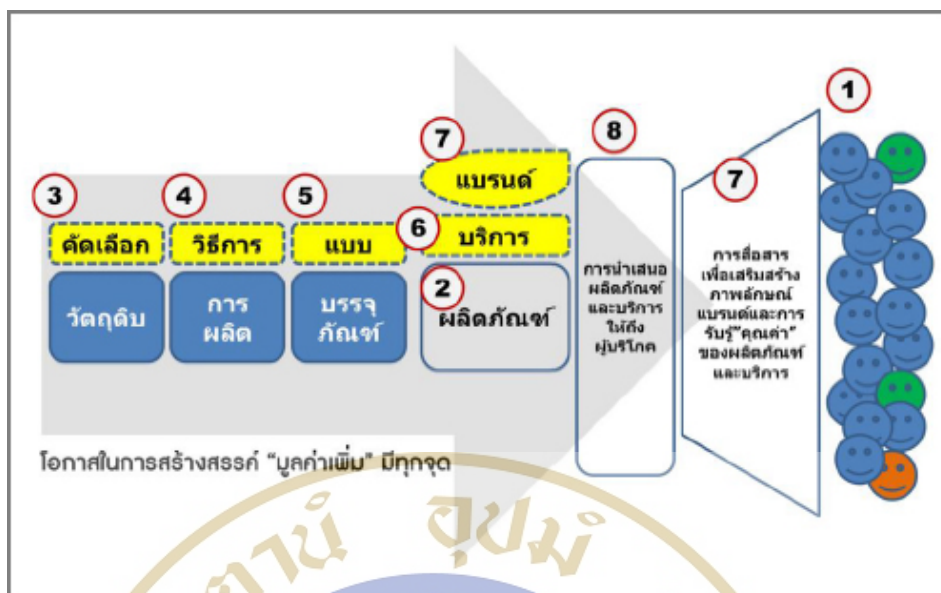 1
8
7
7
แบรนด์
3
4
5
6
คัดเลือก
วิธีการ
แบบ
บริการ
2
วัตถุดิบ
การ
ผลิต
บรรจุ
ภัณฑ์
ผลิตภัณฑ์
การนำเสนอ
ผลิตภัณฑ์
และบริการ
ให้ถึง
ผู้บริโภค
การสื่อสาร
เพื่อเสริมสร้าง
ภาพลักษณ์
แบรนด์และการ
รับรู้"คุณค่า"
ของผลิตภัณฑ์
และบริการ
โอกาสในการสร้างสรรค์ “มูลค่าเพิ่ม” มีทุกจุด
ตานํ อุปมํ